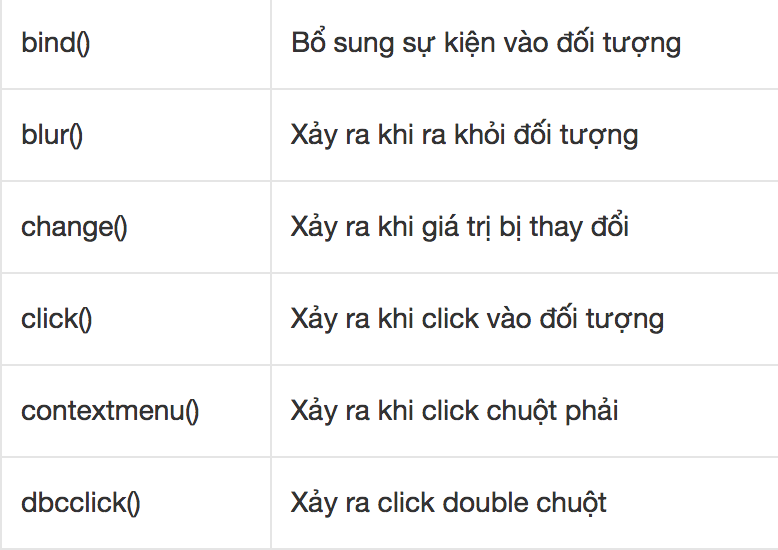 bind() Bổ sung sự kiện vào đối tượng
blur() Xảy ra khi ra khỏi đối tượng
change() Xảy ra khi giá trị bị thay đổi
click() Xảy ra khi click vào đối tượng
contextmenu() Xảy ra khi click chuột phải
dbcclick() Xảy ra click double chuột